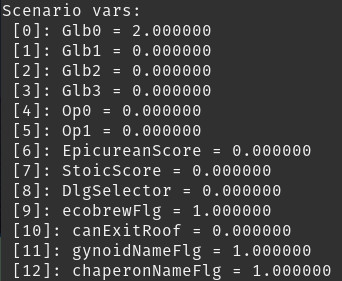 Scenario vars:
[0]: Glb0 = 2.000000
[1]: Glb1 = 0.000000
[2]: Glb2 = 0.000000
[3]: Glb3 = 0.000000
[4]: Op0 = 0.000000
[5]: Op1 = 0.000000
[6]: EpicureanScore = 0.000000
[7]: StoicScore = 0.000000
[8]: DlgSelector = 0.000000
[9]: ecobrewFlg = 1.000000
[10]: canExitRoof = 0.000000
[11]: gynoidNameFlg = 1.000000
[12]: chaperonNameFlg = 1.000000